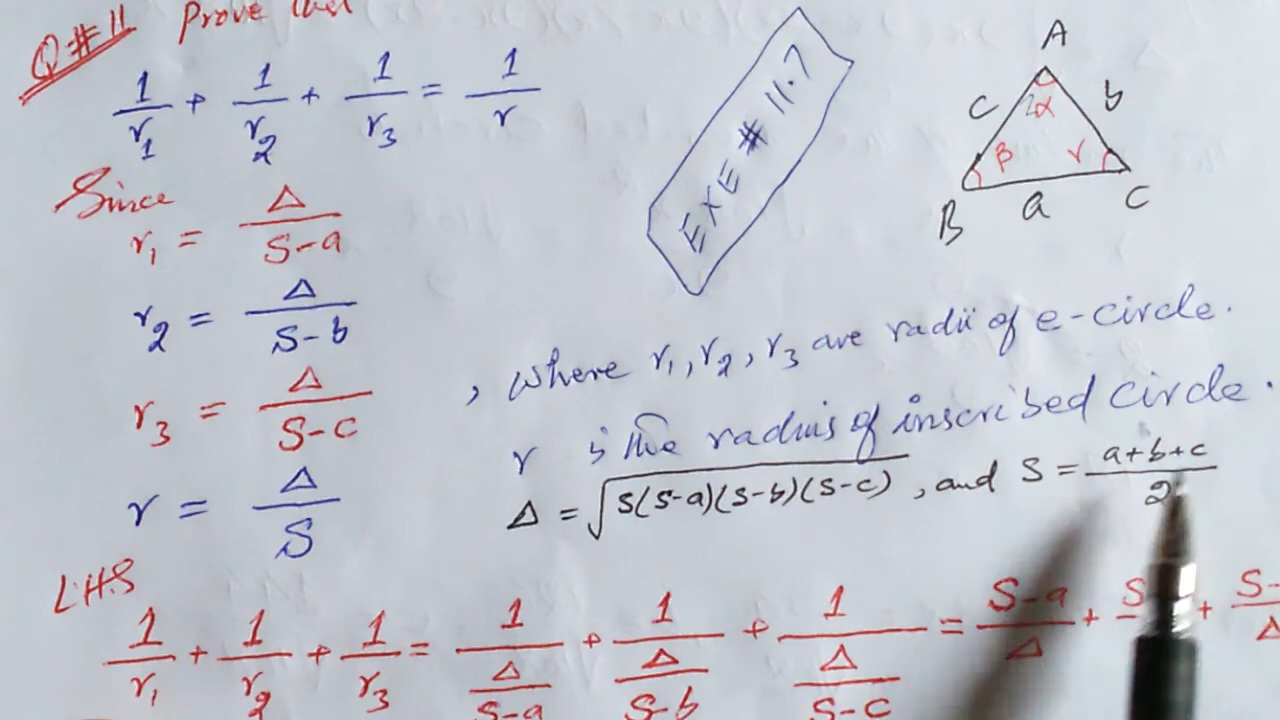 Q#11 Prove that
1/r₁ + 1/r₂ + 1/r₃ = 1/r
EXE # 11.7
A
c b
α
β γ
B a C
Since
r₁ = Δ/(S-a)
r₂ = Δ/(S-b)
r₃ = Δ/(S-c)
, where r₁, r₂, r₃ are radii of e-circle.
r is the radius of inscribed circle.
r = Δ/S
Δ = √(S(S-a)(S-b)(S-c)) , and S = (a+b+c)/2
L.H.S
1/r₁ + 1/r₂ + 1/r₃ = 1/(Δ/(S-a)) + 1/(Δ/(S-b)) + 1/(Δ/(S-c)) = (S-a)/Δ + S + S-/Δ